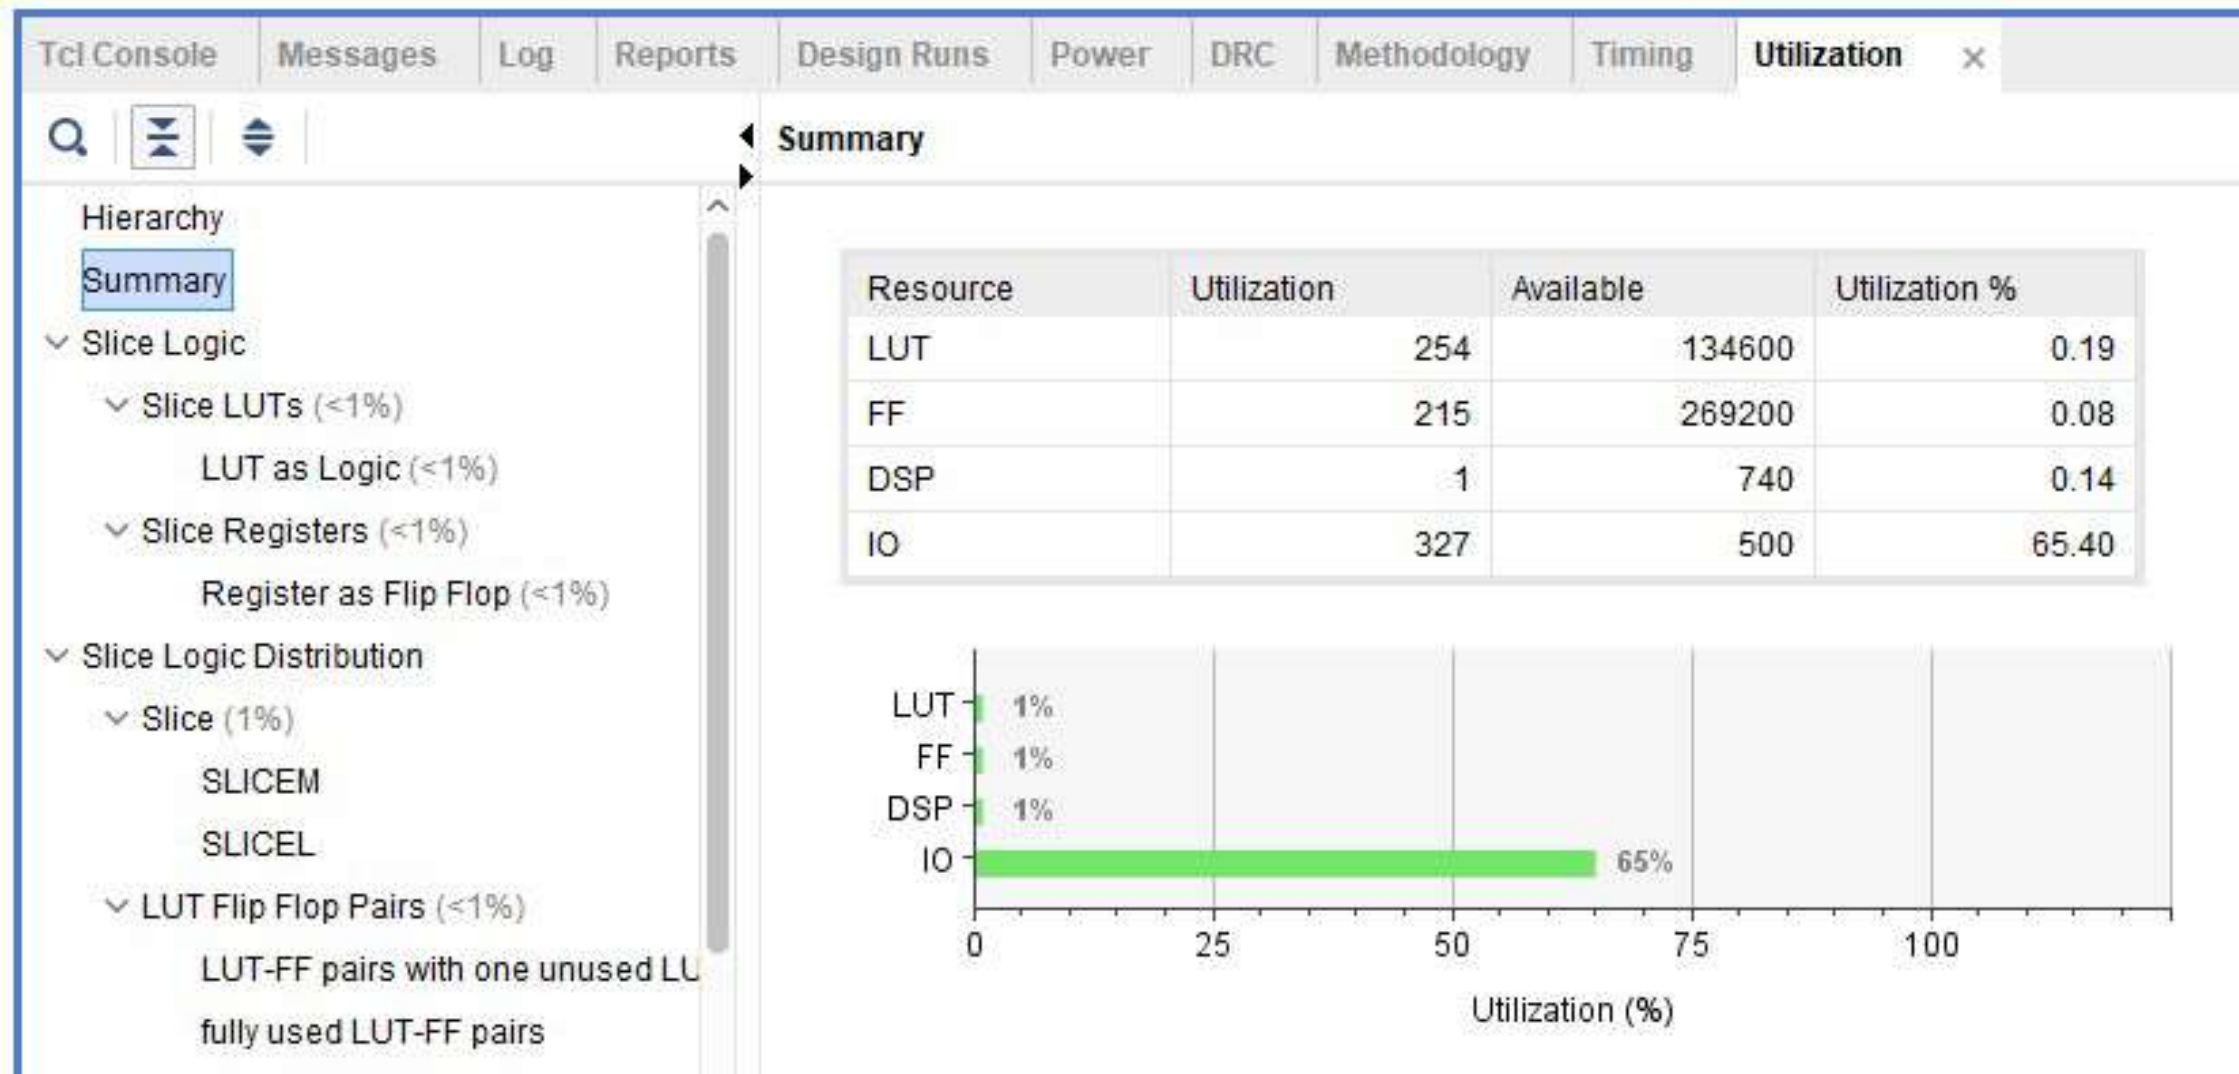 Tcl Console Messages Log Reports Design Runs Power DRC Methodology Timing Utilization ×
Summary
Hierarchy
Summary
Slice Logic
Slice LUTs (<1%)
LUT as Logic (<1%)
Slice Registers (<1%)
Register as Flip Flop (<1%)
Slice Logic Distribution
Slice (1%)
SLICEM
SLICEL
LUT Flip Flop Pairs (<1%)
LUT-FF pairs with one unused LU
fully used LUT-FF pairs
Resource Utilization Available Utilization %
LUT 254 134600 0.19
FF 215 269200 0.08
DSP 1 740 0.14
IO 327 500 65.40
LUT 1%
FF 1%
DSP 1%
IO 65%
0 25 50 75 100
Utilization (%)